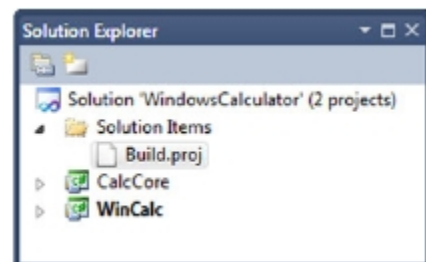 Solution Explorer
Solution 'WindowsCalculator' (2 projects)
Solution Items
Build.proj
CalcCore
WinCalc